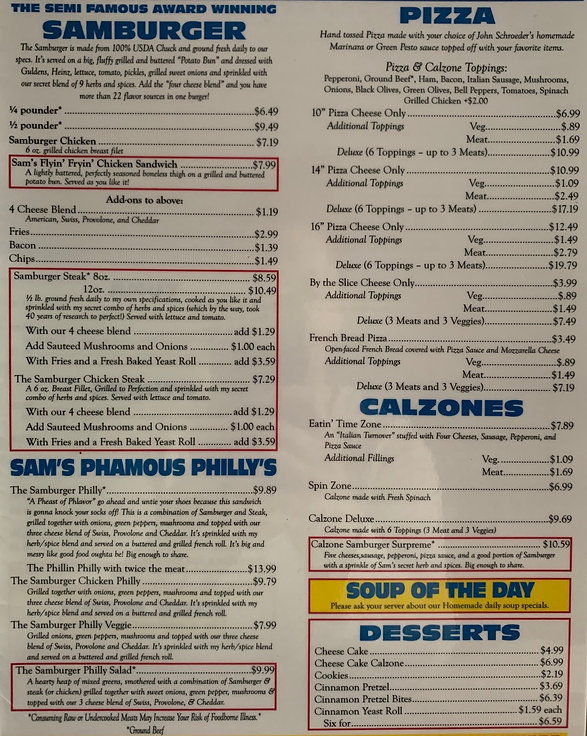 THE SEMI FAMOUS AWARD WINNING
SAMBURGER
The Samburger is made from 100% USDA Chuck and ground fresh daily to our
specs. It's served on a big, fluffy grilled and buttered "Potato Bun" and dressed with
Guldens, Heinz, lettuce, tomato, pickles, grilled sweet onions and sprinkled with
our secret blend of 9 herbs and spices. Add the "four cheese blend" and you have
more than 22 flavor sources in one burger!
¼ pounder* $6.49
½ pounder* $9.49
Samburger Chicken $7.19
6 oz. grilled chicken breast filet
Sam's Flyin' Fryin' Chicken Sandwich $7.99
A lightly battered, perfectly seasoned boneless thigh on a grilled and buttered
potato bun. Served as you like it!
Add-ons to above:
4 Cheese Blend $1.19
American, Swiss, Provolone, and Cheddar
Fries $2.99
Bacon $1.39
Chips $1.49
Samburger Steak* 8oz. $8.59
12oz. $10.49
½ lb. ground fresh daily to my own specifications, cooked as you like it and
sprinkled with my secret combo of herbs and spices (which by the way, took
40 years of research to perfect!) Served with lettuce and tomato.
With our 4 cheese blend add $1.29
Add Sauteed Mushrooms and Onions $1.00 each
With Fries and a Fresh Baked Yeast Roll add $3.59
The Samburger Chicken Steak $7.29
A 6 oz. Breast Fillet, Grilled to Perfection and sprinkled with my secret
combo of herbs and spices. Served with lettuce and tomato.
With our 4 cheese blend add $1.29
Add Sauteed Mushrooms and Onions $1.00 each
With Fries and a Fresh Baked Yeast Roll add $3.59
SAM'S PHAMOUS PHILLY'S
The Samburger Philly* $9.89
"A Pheast of Phlavor" go ahead and untie your shoes because this sandwich
is gonna knock your socks off! This is a combination of Samburger and Steak,
grilled together with onions, green peppers, mushrooms and topped with our
three cheese blend of Swiss, Provolone and Cheddar. It's sprinkled with my
herb/spice blend and served on a buttered and grilled french roll. It's big and
messy like good food oughta be! Big enough to share.
The Phillin Philly with twice the meat $13.99
The Samburger Chicken Philly $9.79
Grilled together with onions, green peppers, mushrooms and topped with our
three cheese blend of Swiss, Provolone and Cheddar. It's sprinkled with my
herb/spice blend and served on a buttered and grilled french roll.
The Samburger Philly Veggie $7.99
Grilled onions, green peppers, mushrooms and topped with our three cheese
blend of Swiss, Provolone and Cheddar. It's sprinkled with my herb/spice blend
and served on a buttered and grilled french roll.
The Samburger Philly Salad* $9.99
A hearty heap of mixed greens, smothered with a combination of Samburger &
steak (or chicken) grilled together with sweet onions, green pepper, mushrooms &
topped with our 3 cheese blend of Swiss, Provolone, & Cheddar.
*Consuming Raw or Undercooked Meats May Increase Your Risk of Foodborne Illness.*
*Ground Beef
PIZZA
Hand tossed Pizza made with your choice of John Schroeder's homemade
Marinara or Green Pesto sauce topped off with your favorite items.
Pizza & Calzone Toppings:
Pepperoni, Ground Beef*, Ham, Bacon, Italian Sausage, Mushrooms,
Onions, Black Olives, Green Olives, Bell Peppers, Tomatoes, Spinach
Grilled Chicken +$2.00
10" Pizza Cheese Only $6.99
Additional Toppings Veg. $.89
Meat $1.69
Deluxe (6 Toppings - up to 3 Meats) $10.99
14" Pizza Cheese Only $10.99
Additional Toppings Veg $1.09
Meat $2.49
Deluxe (6 Toppings - up to 3 Meats) $17.19
16" Pizza Cheese Only $12.49
Additional Toppings Veg $1.49
Meat $2.79
Deluxe (6 Toppings - up to 3 Meats) $19.79
By the Slice Cheese Only $3.99
Additional Toppings Veg $.89
Meat $1.49
Deluxe (3 Meats and 3 Veggies) $7.49
French Bread Pizza $3.49
Open-faced French Bread covered with Pizza Sauce and Mozzarella Cheese
Additional Toppings Veg $.89
Meat $1.49
Deluxe (3 Meats and 3 Veggies) $7.19
CALZONES
Eatin' Time Zone $7.89
An "Italian Turnover" stuffed with Four Cheeses, Sausage, Pepperoni, and
Pizza Sauce
Additional Fillings Veg $1.09
Meat $1.69
Spin Zone $6.99
Calzone made with Fresh Spinach
Calzone Deluxe $9.69
Calzone made with 6 Toppings (3 Meat and 3 Veggies)
Calzone Samburger Surpreme* $10.59
Five cheeses, sausage, pepperoni, pizza sauce, and a good portion of Samburger
with a sprinkle of Sam's secret herb and spices. Big enough to share.
SOUP OF THE DAY
Please ask your server about our Homemade daily soup specials.
DESSERTS
Cheese Cake $4.99
Cheese Cake Calzone $6.99
Cookies $2.19
Cinnamon Pretzel $3.69
Cinnamon Pretzel Bites $6.39
Cinnamon Yeast Roll $1.59 each
Six for $6.59